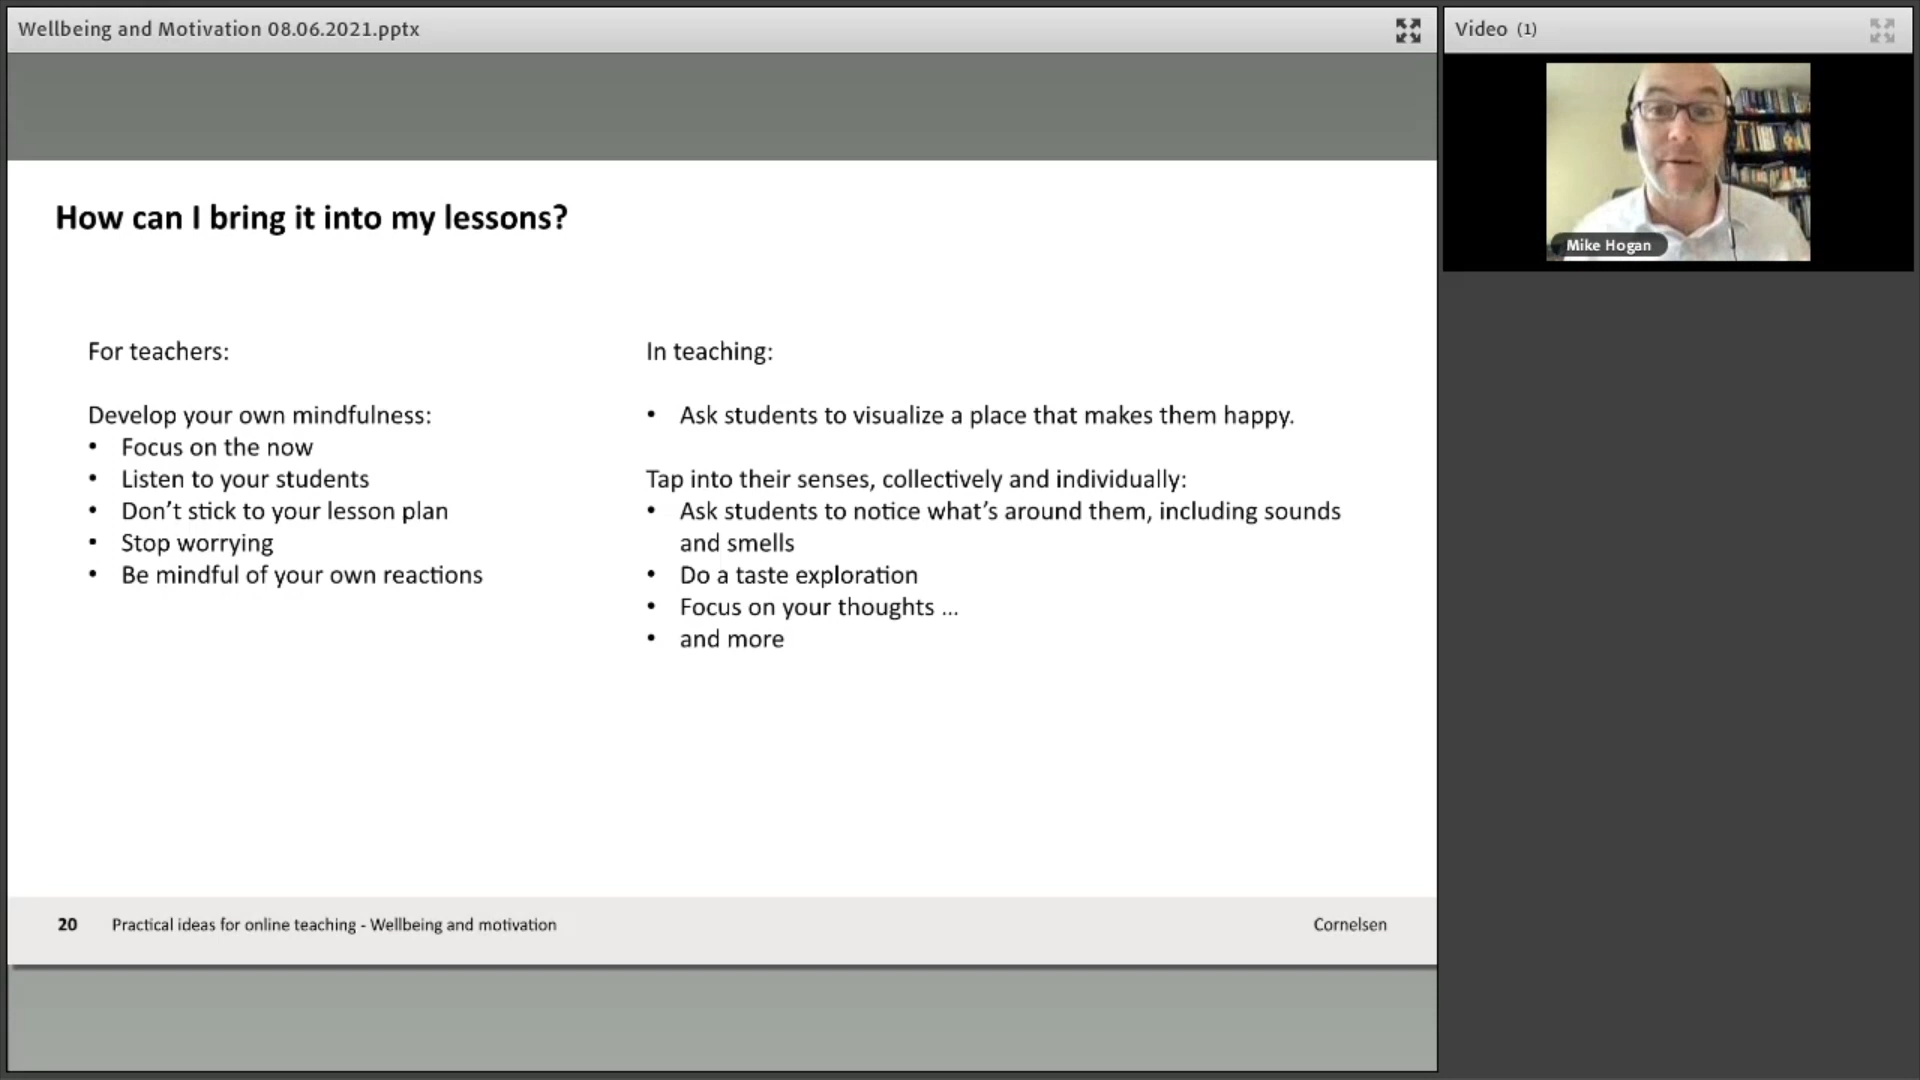 Wellbeing and Motivation 08.06.2021.pptx
Video (1)
Mike Hogan
How can I bring it into my lessons?
For teachers:
Develop your own mindfulness:
• Focus on the now
• Listen to your students
• Don’t stick to your lesson plan
• Stop worrying
• Be mindful of your own reactions
In teaching:
• Ask students to visualize a place that makes them happy.
Tap into their senses, collectively and individually:
• Ask students to notice what’s around them, including sounds
and smells
• Do a taste exploration
• Focus on your thoughts ...
• and more
20 Practical ideas for online teaching - Wellbeing and motivation
Cornelsen